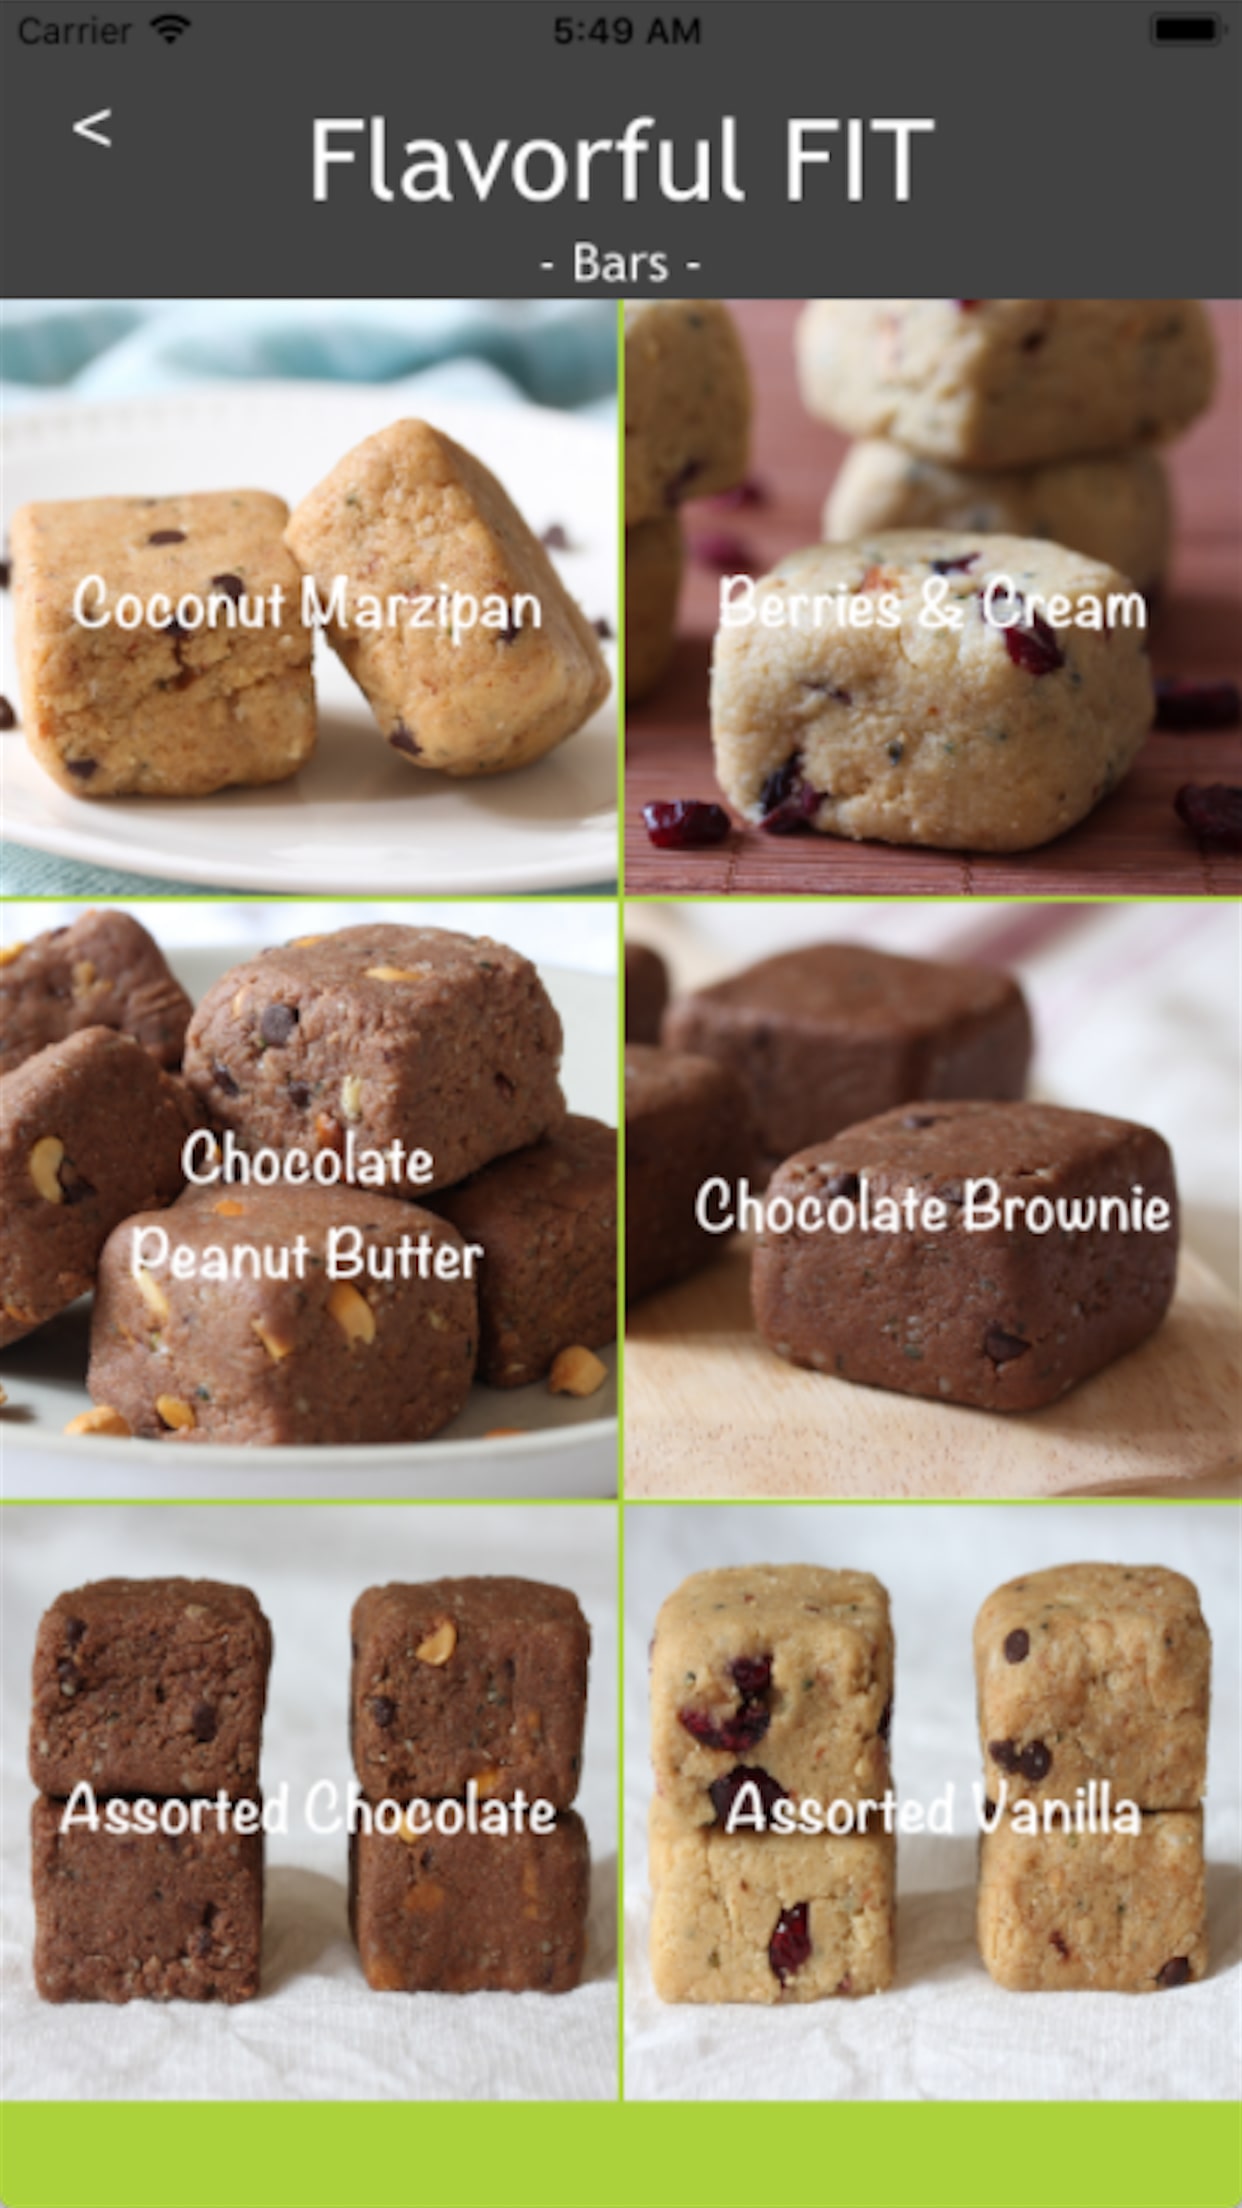 Carrier 5:49 AM
<
Flavorful FIT
- Bars -
Coconut Marzipan
Berries & Cream
Chocolate
Peanut Butter
Chocolate Brownie
Assorted Chocolate
Assorted Vanilla